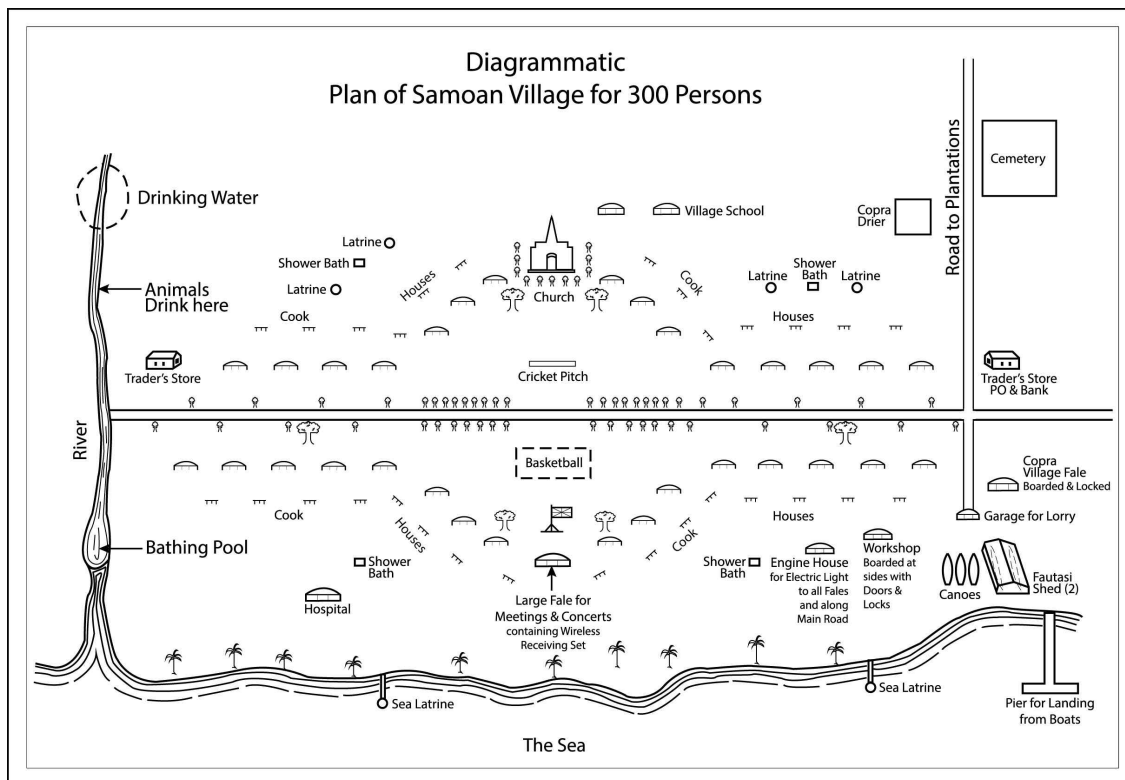 Diagrammatic
Plan of Samoan Village for 300 Persons
Road to Plantations
Cemetery
Drinking Water
Village School
Copra
Drier
Latrine
Shower Bath
Latrine
Houses
Church
Cook
Latrine
Shower
Bath
Latrine
Animals
Drink here
Cook
Houses
Trader's Store
Cricket Pitch
Trader's Store
PO & Bank
River
Basketball
Copra
Village Fale
Boarded & Locked
Cook
Houses
Cook
Houses
Garage for Lorry
Bathing Pool
Shower
Bath
Shower
Bath
Engine House
for Electric Light
to all Fales
and along
Main Road
Workshop
Boarded at
sides with
Doors &
Locks
Canoes
Fautasi
Shed (2)
Hospital
Large Fale for
Meetings & Concerts
containing Wireless
Receiving Set
Sea Latrine
Sea Latrine
Pier for Landing
from Boats
The Sea